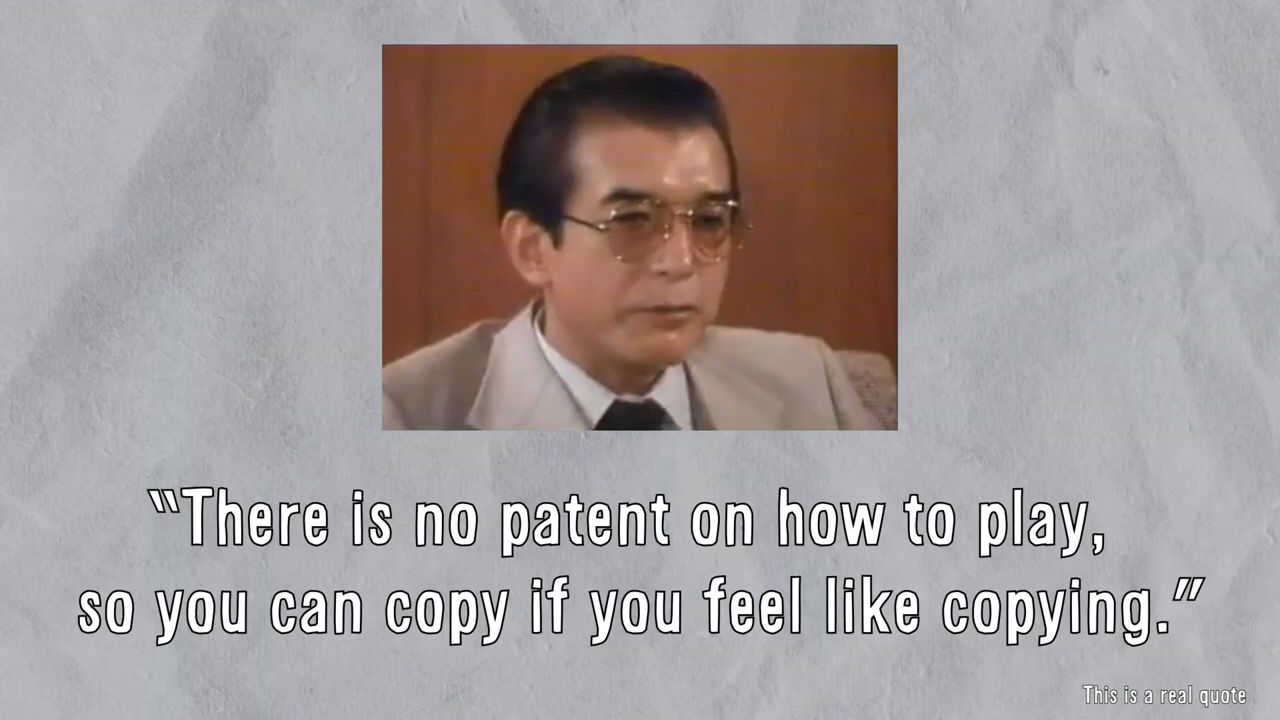 “There is no patent on how to play,
so you can copy if you feel like copying.”
This is a real quote